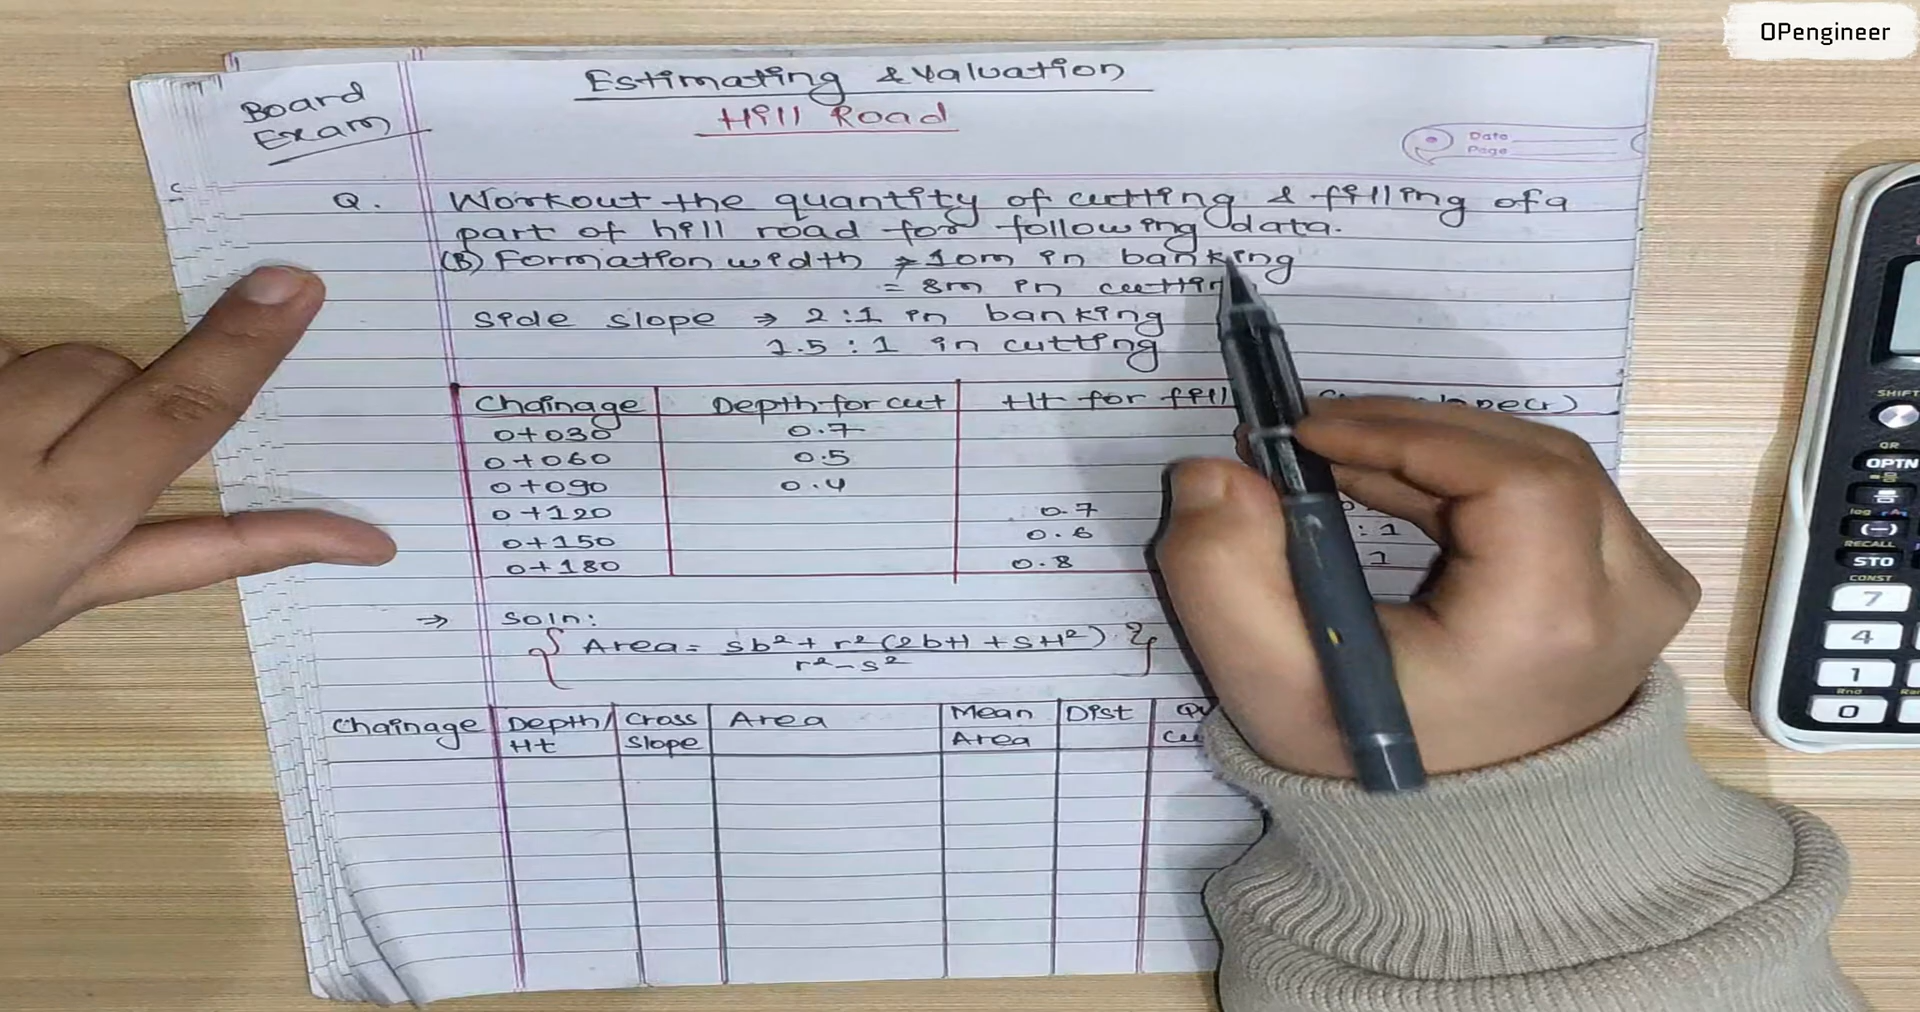 OPengineer
Board
Exam
Estimating & Valuation
Hill Road
Date
Page
Q. Workout the quantity of cutting & filling of a
part of hill road for following data.
(B) Formation width → 10m in banking
= 8m in
Side slope → 2:1 in banking
1.5:1 in cutting
Chainage Depth for cut Ht for
0+030 0.7
0+060 0.5
0+090 0.4
0+120 0.7
0+150 0.6 : 1
0+180 0.8 1
→ Soln:
{ Area = sb² + r²(2bH + sH²) }
r² - s²
Chainage Depth/ Cross Area Mean Dist
Ht Slope Area
SHIFT
QR
OPTN
log
(−)
RECALL
STO
CONST
7
4
1
Rnd
0